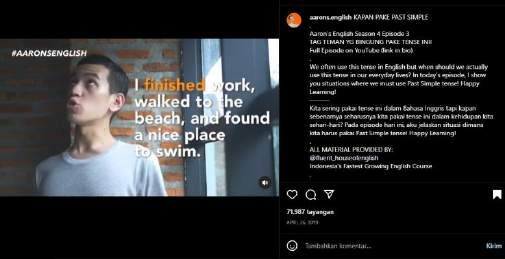 #AARONSENGLISH
I finished work,
walked to the
beach, and found
a nice place
to swim.
aarons.english KAPAN PAKE PAST SIMPLE
.
Aaron's English Season 4 Episode 3
TAG TEMAN YG BINGUNG PAKE TENSE INI!
Full Episode on YouTube (link in bio)
.
We often use this tense in English but when should we actually
use this tense in our everyday lives? In today's episode, I show
you situations where we must use Past Simple tense! Happy
Learning!
Kita sering pakai tense ini dalam Bahasa Inggris tapi kapan
sebenarnya seharusnya kita pakai tense ini dalam kehidupan kita
sehari-hari? Pada episode hari ini, aku jelaskan situasi dimana
kita harus pakai Past Simple tense! Happy Learning!
.
ALL MATERIAL PROVIDED BY:
@fluent_houseofenglish
Indonesia's Fastest Growing English Course
.
71.987 tayangan
APRIL 26, 2019
Tambahkan komentar...
Kirim